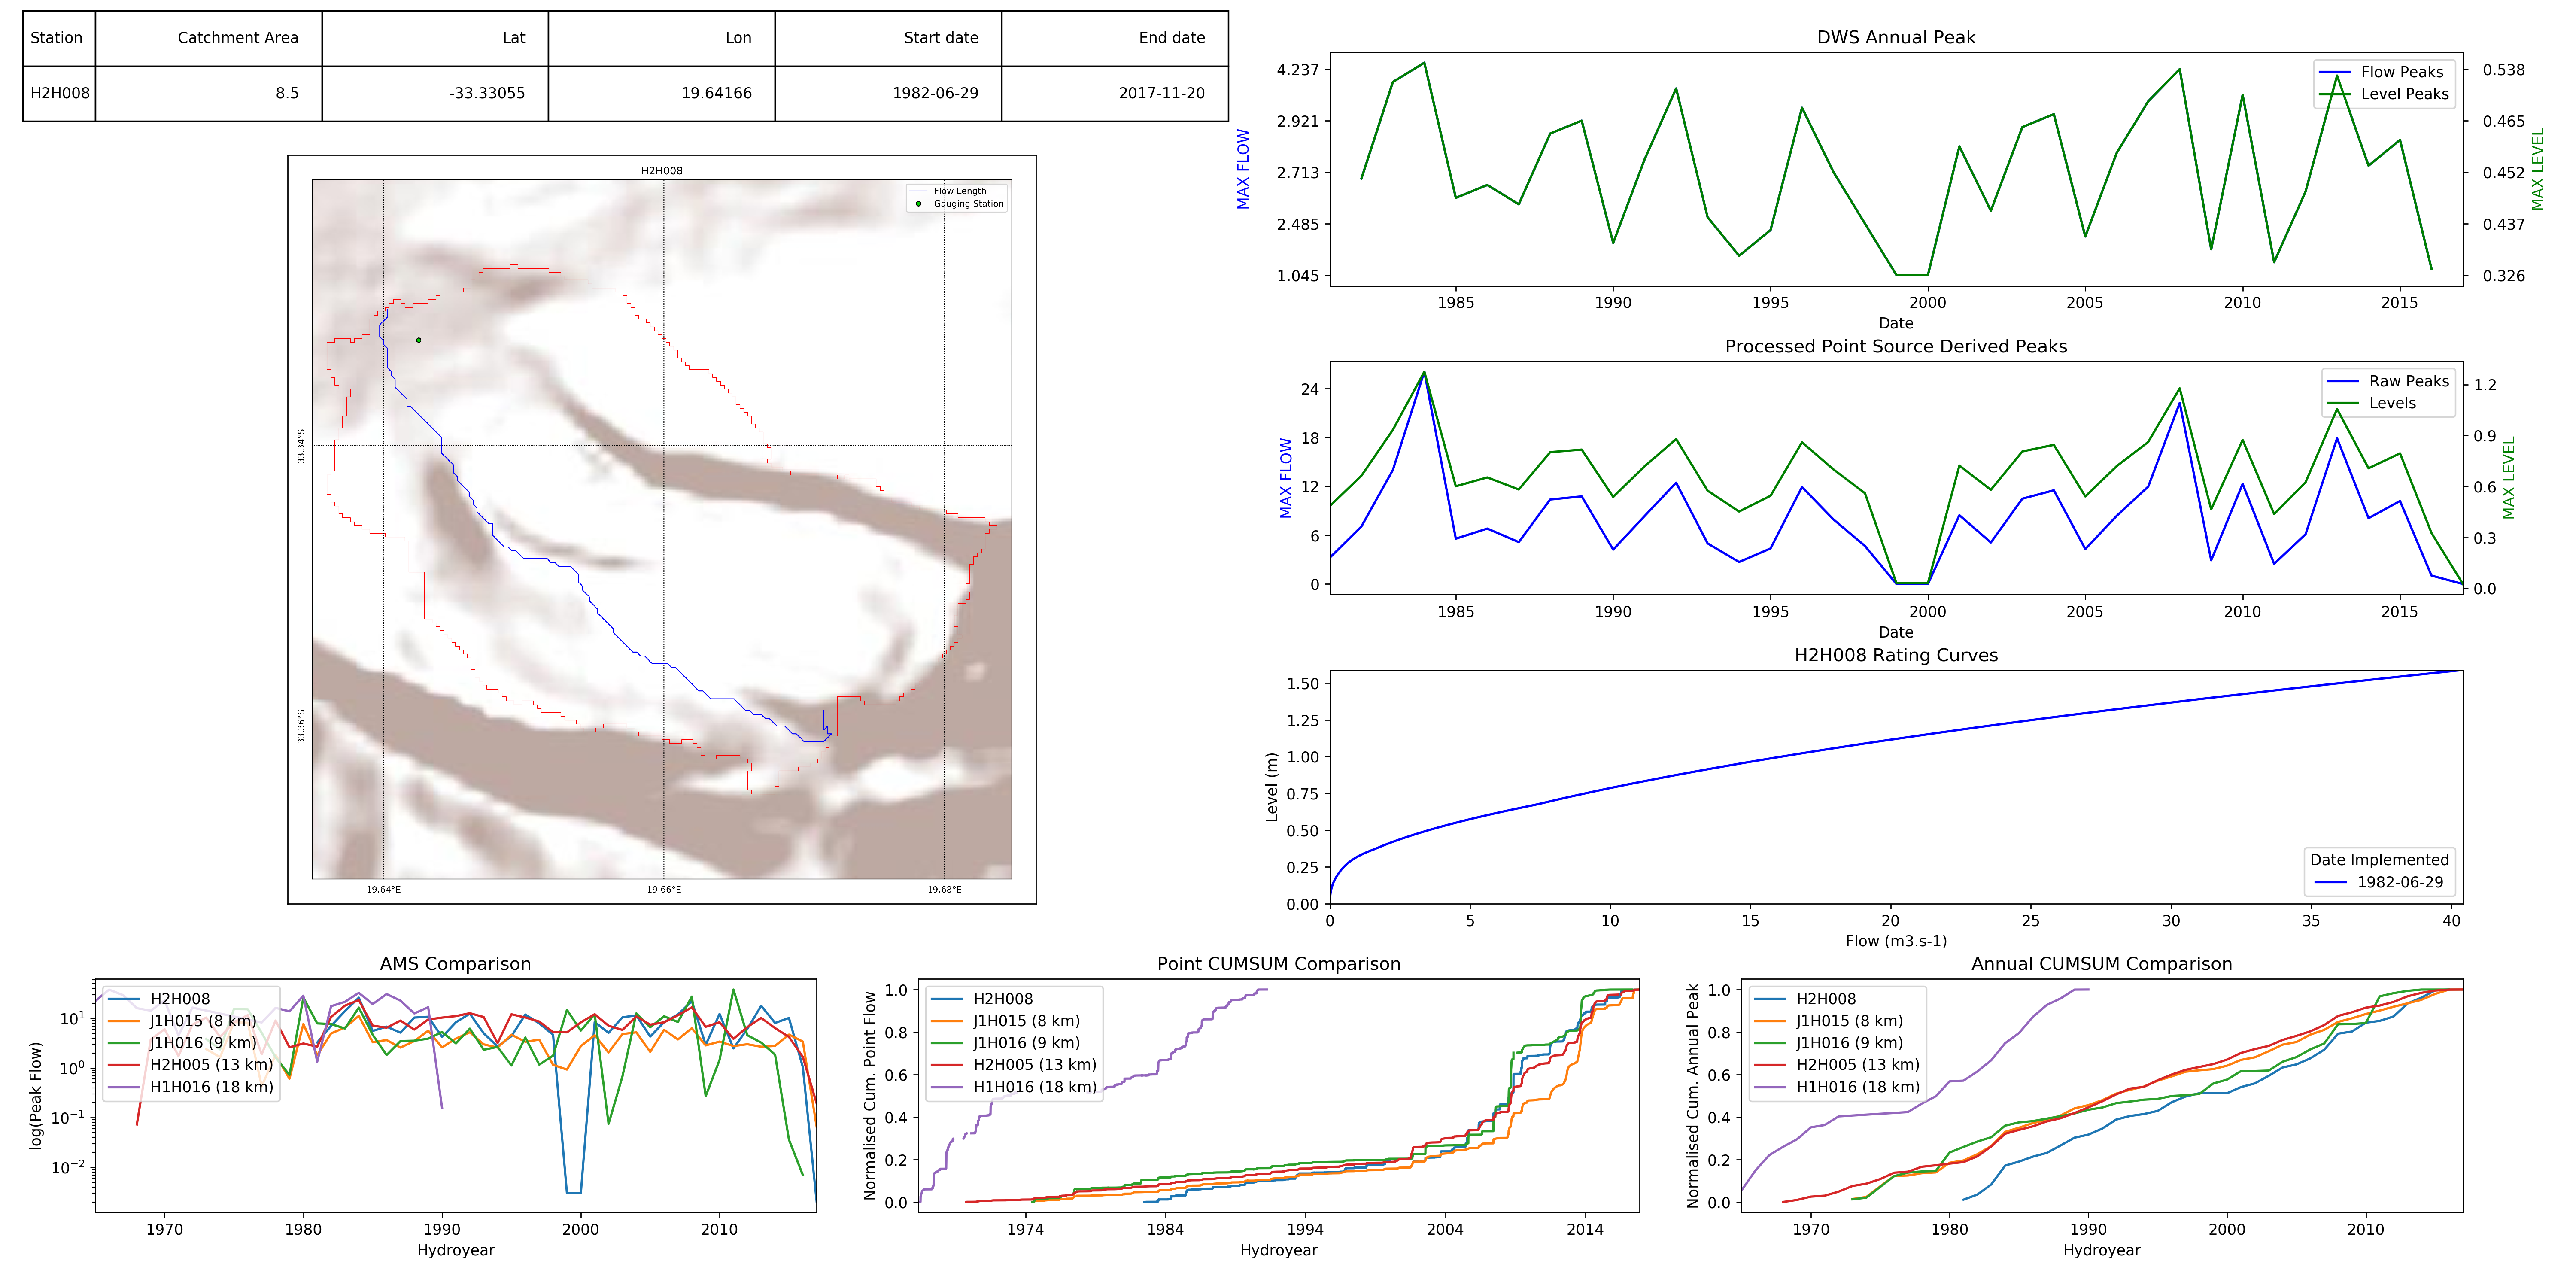 Station Catchment Area Lat Lon Start date End date
H2H008 8.5 -33.33055 19.64166 1982-06-29 2017-11-20
H2H008
Flow Length
Gauging Station
33.34°S
33.36°S
19.64°E 19.66°E 19.68°E
DWS Annual Peak
MAX FLOW
4.237
2.921
2.713
2.485
1.045
Flow Peaks
Level Peaks
0.538
0.465
0.452
0.437
0.326
MAX LEVEL
1985 1990 1995 2000 2005 2010 2015
Date
Processed Point Source Derived Peaks
MAX FLOW
24
18
12
6
0
Raw Peaks
Levels
1.2
0.9
0.6
0.3
0.0
MAX LEVEL
1985 1990 1995 2000 2005 2010 2015
Date
H2H008 Rating Curves
Level (m)
1.50
1.25
1.00
0.75
0.50
0.25
0.00
Date Implemented
1982-06-29
0 5 10 15 20 25 30 35 40
Flow (m3.s-1)
AMS Comparison
log(Peak Flow)
10¹
10⁰
10⁻¹
10⁻²
H2H008
J1H015 (8 km)
J1H016 (9 km)
H2H005 (13 km)
H1H016 (18 km)
1970 1980 1990 2000 2010
Hydroyear
Point CUMSUM Comparison
Normalised Cum. Point Flow
1.0
0.8
0.6
0.4
0.2
0.0
H2H008
J1H015 (8 km)
J1H016 (9 km)
H2H005 (13 km)
H1H016 (18 km)
1974 1984 1994 2004 2014
Hydroyear
Annual CUMSUM Comparison
Normalised Cum. Annual Peak
1.0
0.8
0.6
0.4
0.2
0.0
H2H008
J1H015 (8 km)
J1H016 (9 km)
H2H005 (13 km)
H1H016 (18 km)
1970 1980 1990 2000 2010
Hydroyear